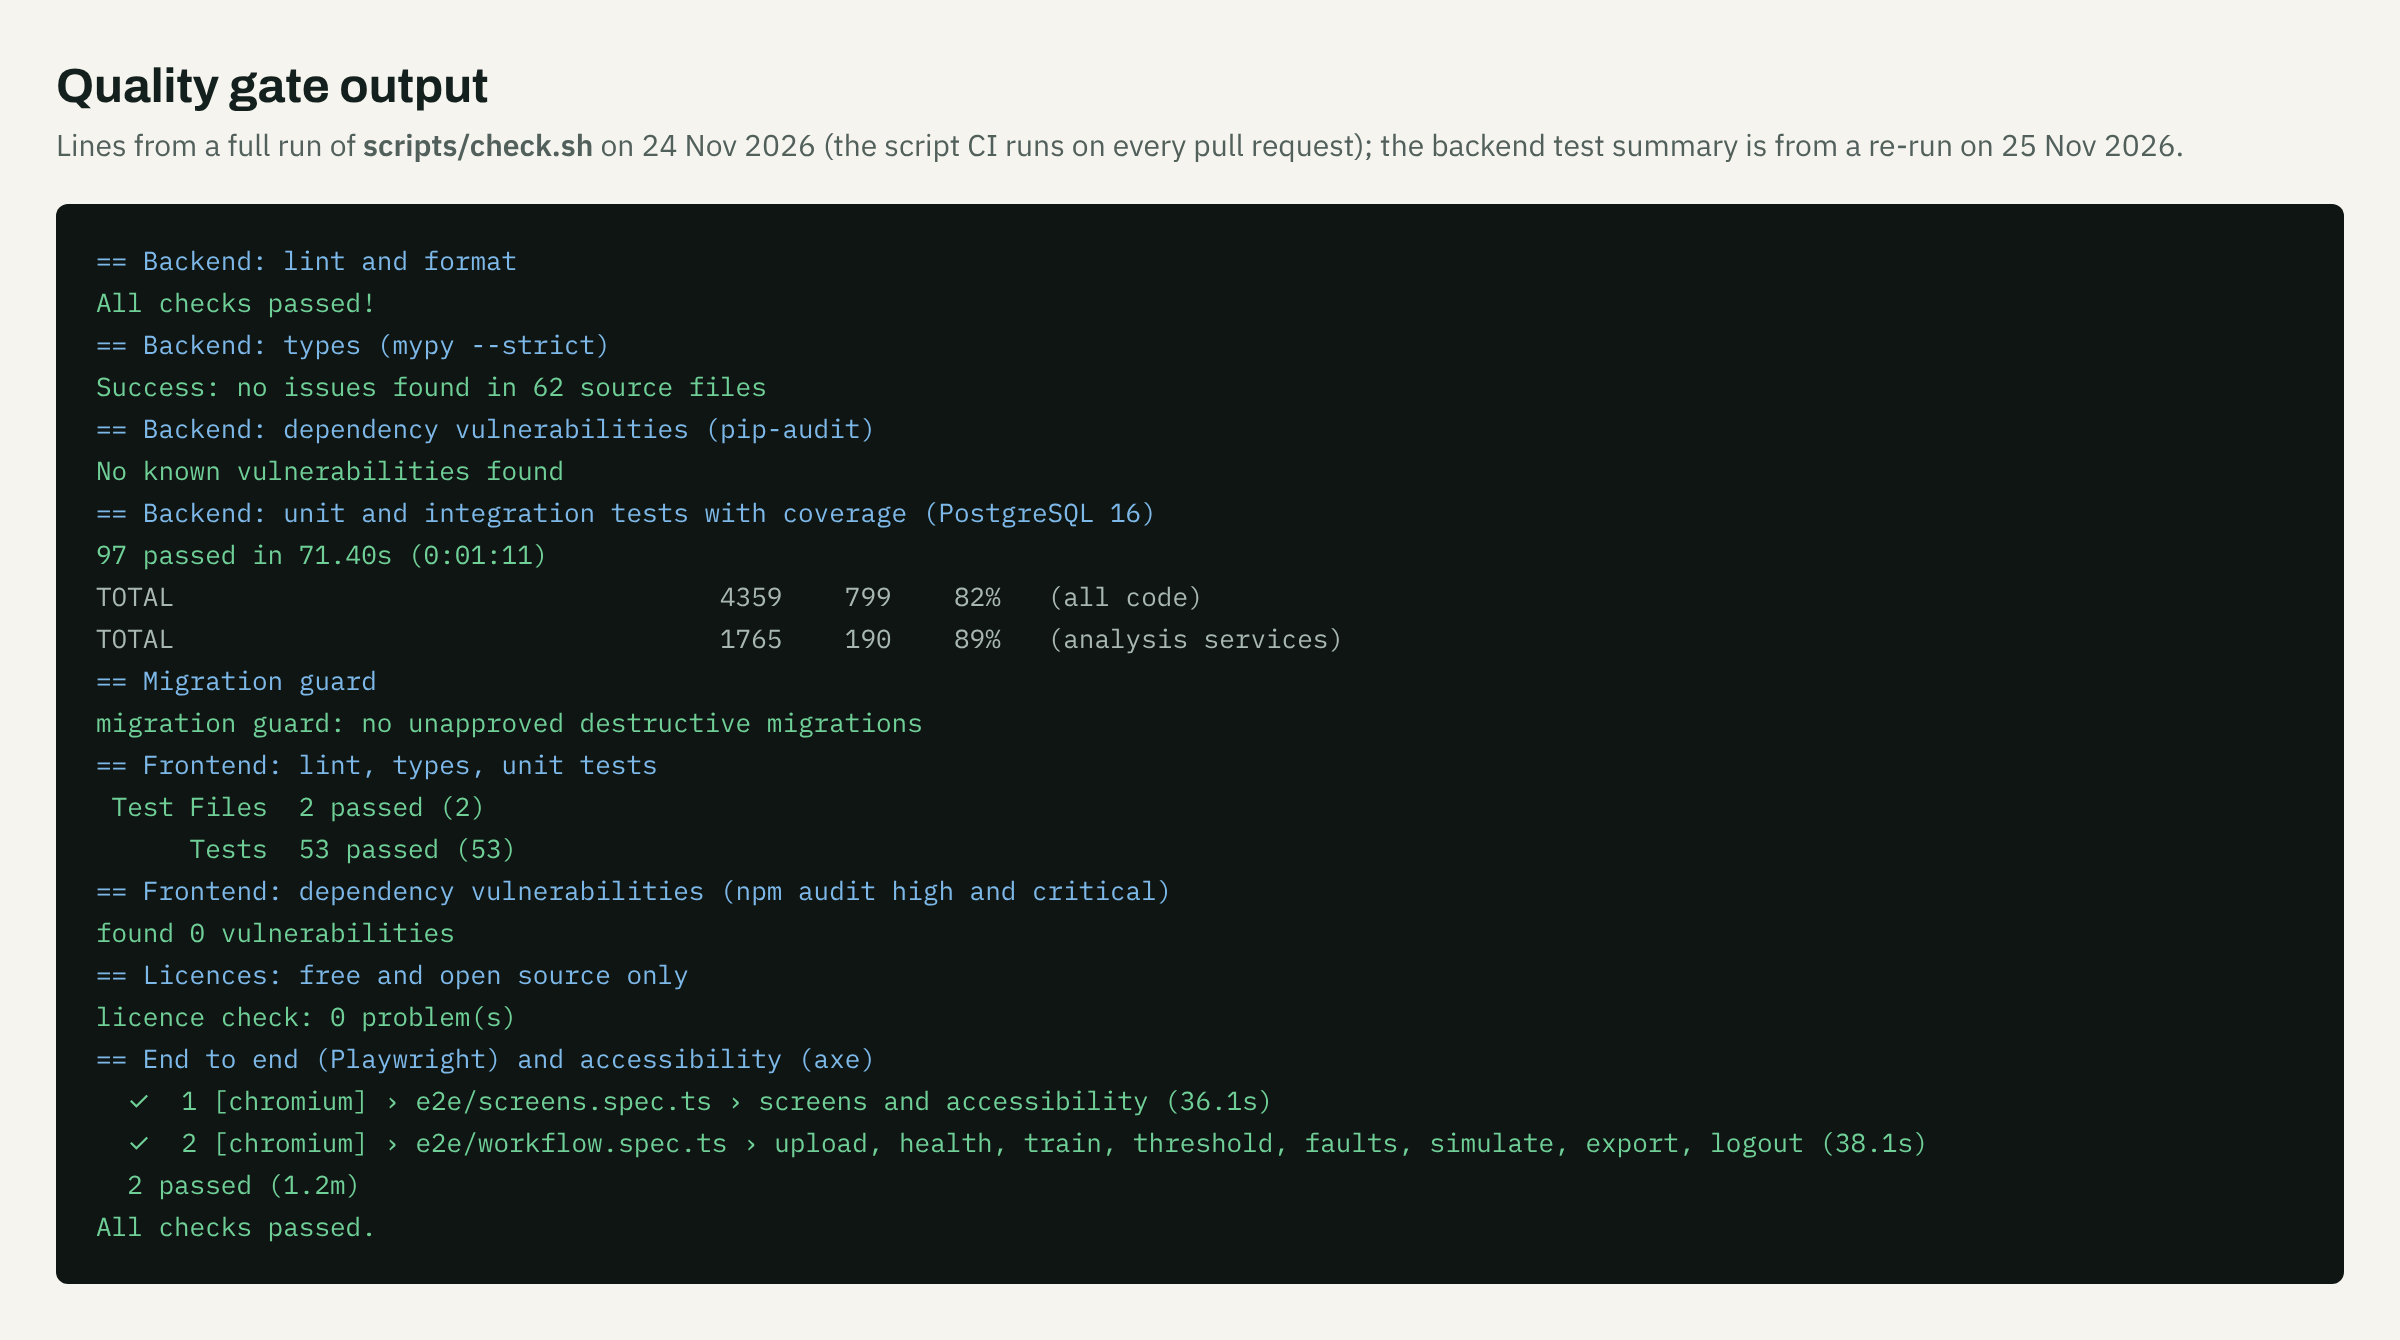 Quality gate output
Lines from a full run of scripts/check.sh on 24 Nov 2026 (the script CI runs on every pull request); the backend test summary is from a re-run on 25 Nov 2026.
== Backend: lint and format
All checks passed!
== Backend: types (mypy --strict)
Success: no issues found in 62 source files
== Backend: dependency vulnerabilities (pip-audit)
No known vulnerabilities found
== Backend: unit and integration tests with coverage (PostgreSQL 16)
97 passed in 71.40s (0:01:11)
TOTAL                                   4359    799    82%   (all code)
TOTAL                                   1765    190    89%   (analysis services)
== Migration guard
migration guard: no unapproved destructive migrations
== Frontend: lint, types, unit tests
 Test Files  2 passed (2)
      Tests  53 passed (53)
== Frontend: dependency vulnerabilities (npm audit high and critical)
found 0 vulnerabilities
== Licences: free and open source only
licence check: 0 problem(s)
== End to end (Playwright) and accessibility (axe)
  ✓  1 [chromium] › e2e/screens.spec.ts › screens and accessibility (36.1s)
  ✓  2 [chromium] › e2e/workflow.spec.ts › upload, health, train, threshold, faults, simulate, export, logout (38.1s)
  2 passed (1.2m)
All checks passed.